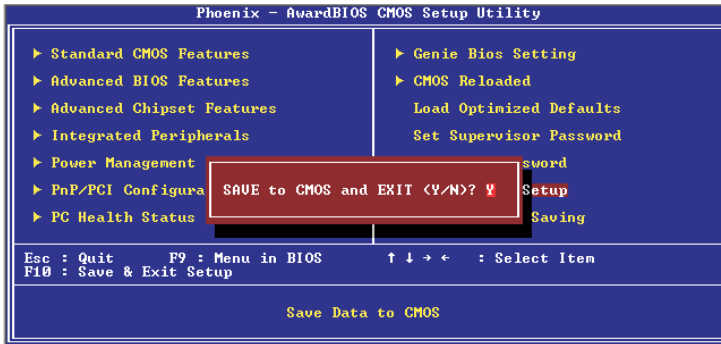 Phoenix - AwardBIOS CMOS Setup Utility
▶ Standard CMOS Features
▶ Advanced BIOS Features
▶ Advanced Chipset Features
▶ Integrated Peripherals
▶ Power Management
▶ PnP/PCI Configura
▶ PC Health Status
▶ Genie Bios Setting
▶ CMOS Reloaded
Load Optimized Defaults
Set Supervisor Password
sword
Setup
Saving
SAVE to CMOS and EXIT (Y/N)? Y
Esc : Quit F9 : Menu in BIOS ↑ ↓ → ← : Select Item
F10 : Save & Exit Setup
Save Data to CMOS